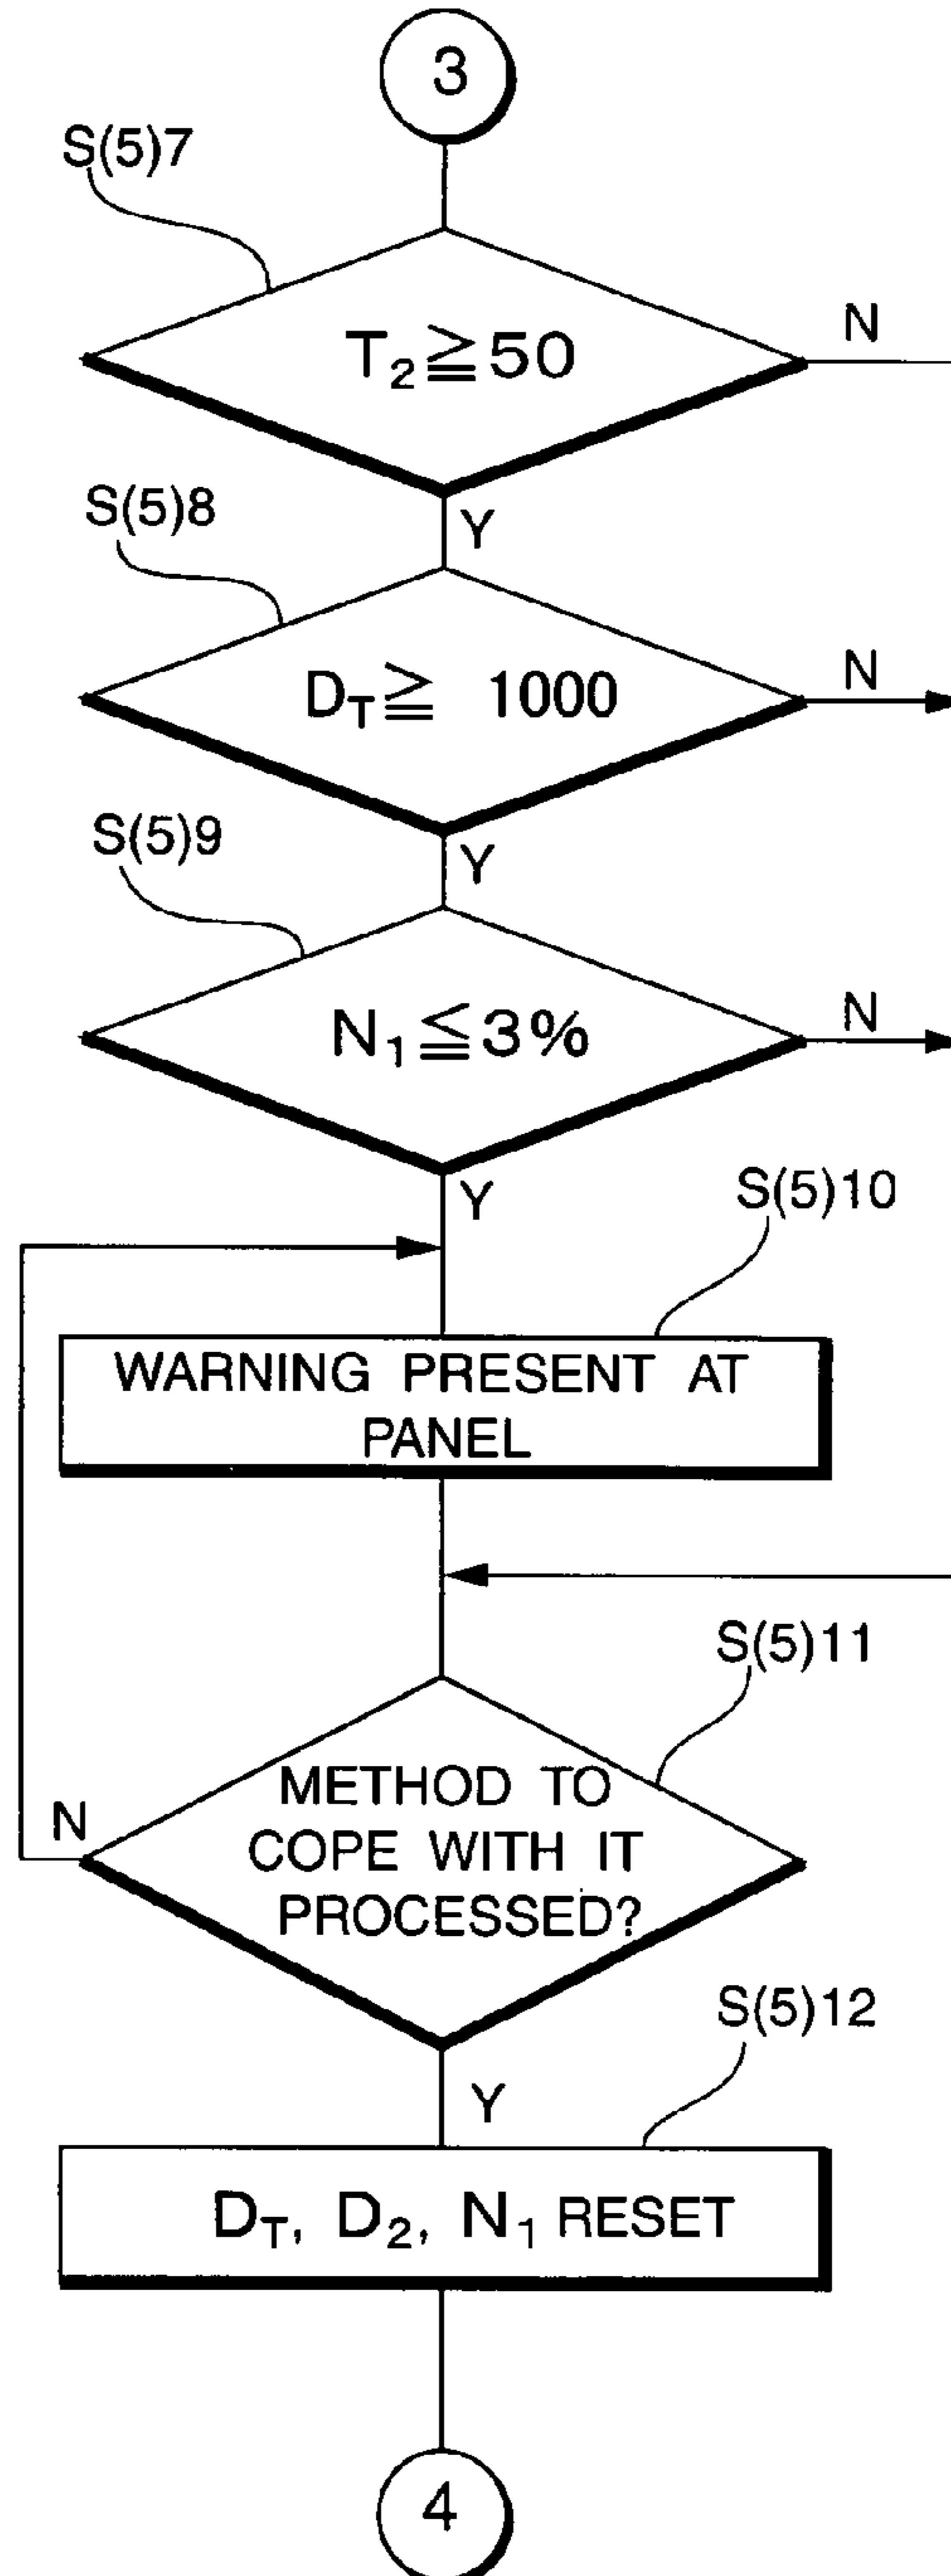 3
S(5)7
T₂≧50
N
Y
S(5)8
D_T≧ 1000
N
Y
S(5)9
N₁≦3%
N
Y
S(5)10
WARNING PRESENT AT
PANEL
S(5)11
METHOD TO
COPE WITH IT
PROCESSED?
N
Y
S(5)12
D_T, D₂, N₁ RESET
4